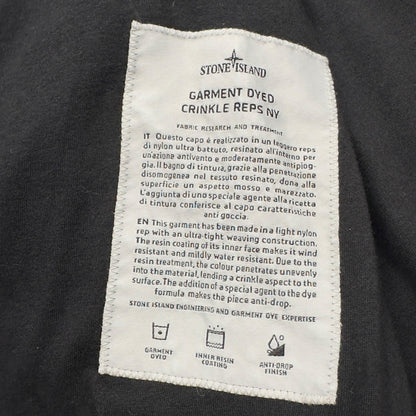 STONE ISLAND
GARMENT DYED
CRINKLE REPS NY
FABRIC RESEARCH AND TREATMENT
IT Questo capo è realizzato in un leggero reps
di nylon ultra battuto, resinato all'interno per
un'azione antivento e moderatamente antipiog-
gia. Il bagno di tintura, grazie alla penetrazione
disomogenea nel tessuto resinato, dona alla
superficie un aspetto mosso e marezzato.
L'aggiunta di uno speciale agente alla ricetta
di tintura conferisce al capo caratteristiche
anti goccia.
EN This garment has been made in a light nylon
rep with an ultra-tight weaving construction.
The resin coating of its inner face makes it wind
resistant and mildly water resistant. Due to the
resin treatment, the colour penetrates unevenly
into the material, lending a crinkle aspect to the
surface. The addition of a special agent to the dye
formula makes the piece anti-drop.
STONE ISLAND ENGINEERING AND GARMENT DYE EXPERTISE
GARMENT
DYED
INNER RESIN
COATING
ANTI-DROP
FINISH